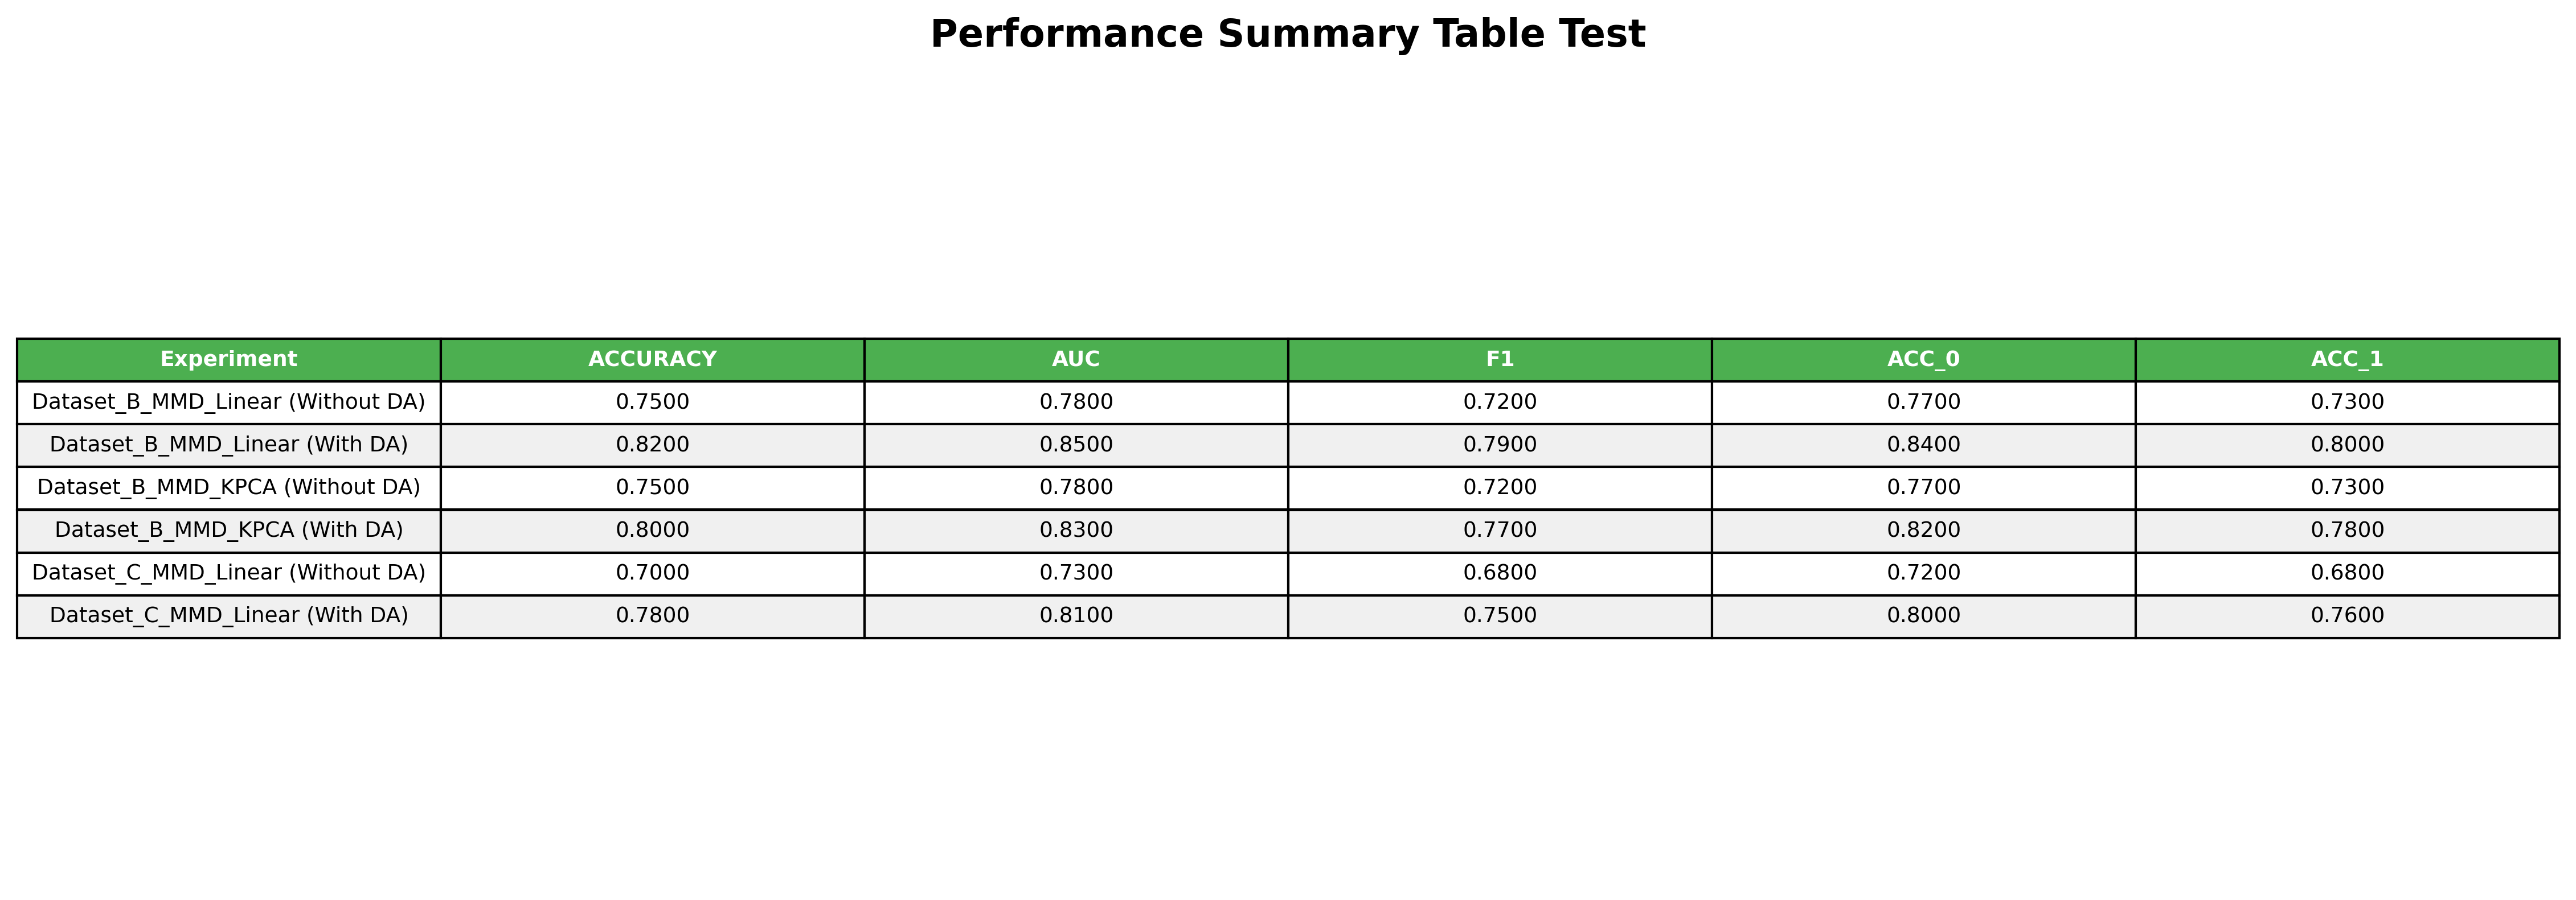 Performance Summary Table Test
Experiment ACCURACY AUC F1 ACC_0 ACC_1
Dataset_B_MMD_Linear (Without DA) 0.7500 0.7800 0.7200 0.7700 0.7300
Dataset_B_MMD_Linear (With DA) 0.8200 0.8500 0.7900 0.8400 0.8000
Dataset_B_MMD_KPCA (Without DA) 0.7500 0.7800 0.7200 0.7700 0.7300
Dataset_B_MMD_KPCA (With DA) 0.8000 0.8300 0.7700 0.8200 0.7800
Dataset_C_MMD_Linear (Without DA) 0.7000 0.7300 0.6800 0.7200 0.6800
Dataset_C_MMD_Linear (With DA) 0.7800 0.8100 0.7500 0.8000 0.7600